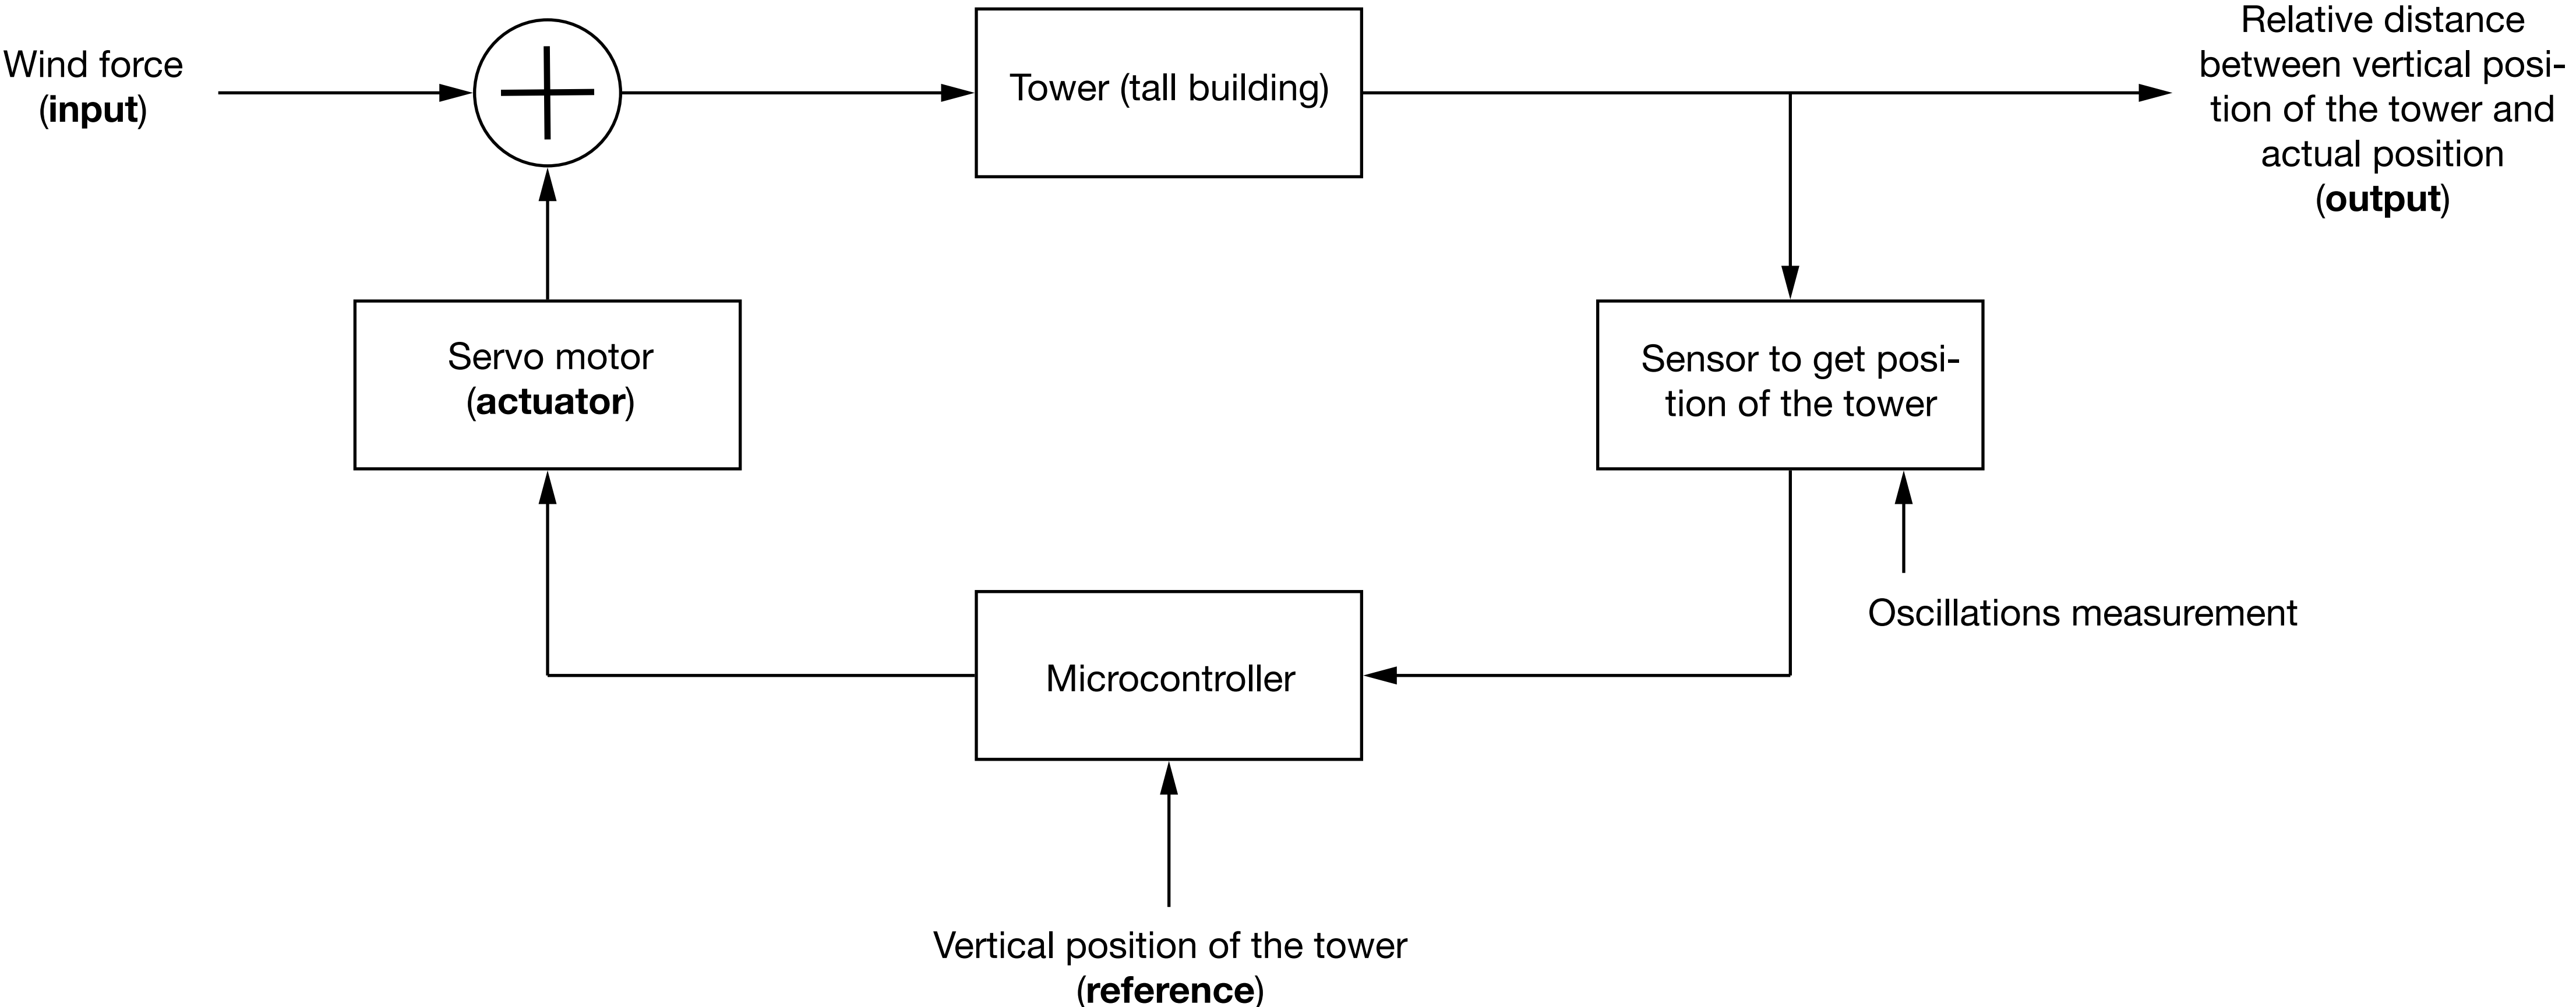 Wind force
(input)
Tower (tall building)
Relative distance
between vertical posi-
tion of the tower and
actual position
(output)
Servo motor
(actuator)
Sensor to get posi-
tion of the tower
Oscillations measurement
Microcontroller
Vertical position of the tower
(reference)